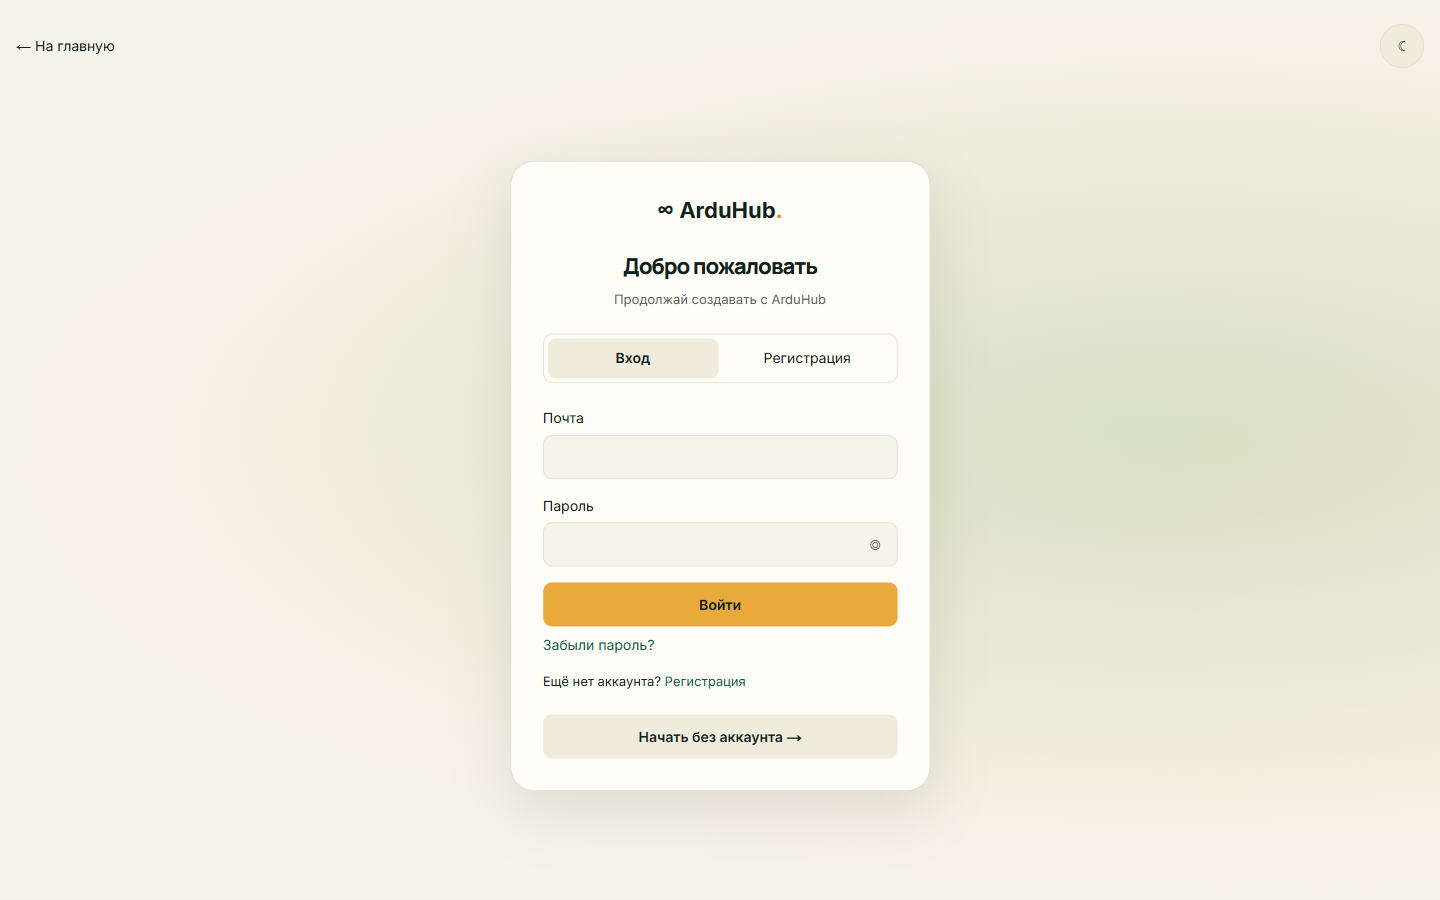 ← На главную
∞ ArduHub.
Добро пожаловать
Продолжай создавать с ArduHub
Вход
Регистрация
Почта
Пароль
Войти
Забыли пароль?
Ещё нет аккаунта? Регистрация
Начать без аккаунта →